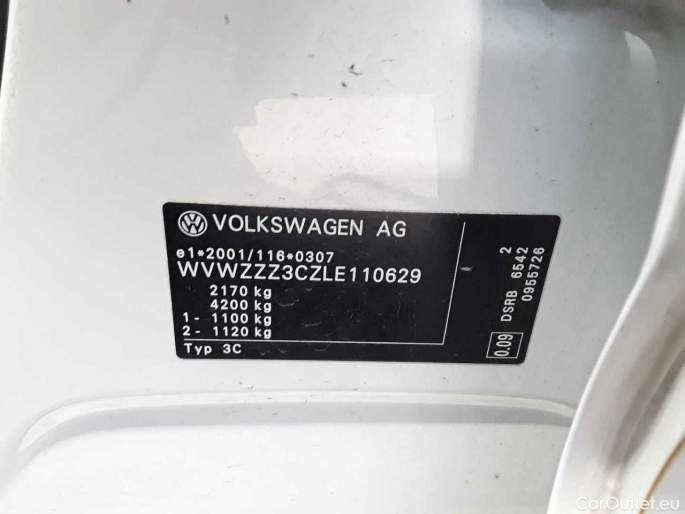 VOLKSWAGEN AG
e1*2001/116*0307
WVWZZZ3CZLE110629
2170 kg
4200 kg
1 - 1100 kg
2 - 1120 kg
Typ 3C
0.09
DSRB 6542
2
0955726
CarOutlet.eu